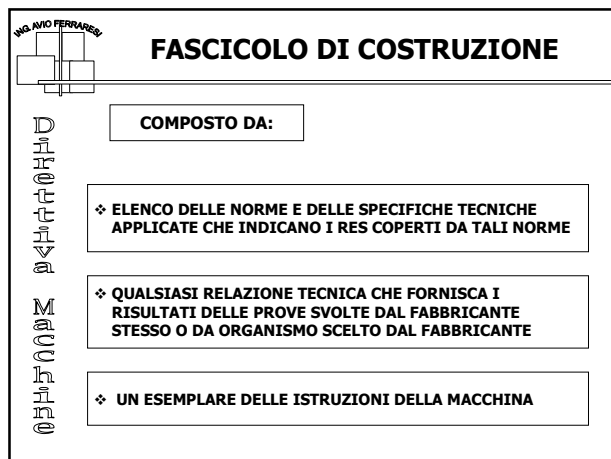 ING. AVIO FERRARESI
FASCICOLO DI COSTRUZIONE
Direttiva Macchine
COMPOSTO DA:
❖ ELENCO DELLE NORME E DELLE SPECIFICHE TECNICHE
APPLICATE CHE INDICANO I RES COPERTI DA TALI NORME
❖ QUALSIASI RELAZIONE TECNICA CHE FORNISCA I
RISULTATI DELLE PROVE SVOLTE DAL FABBRICANTE
STESSO O DA ORGANISMO SCELTO DAL FABBRICANTE
❖ UN ESEMPLARE DELLE ISTRUZIONI DELLA MACCHINA